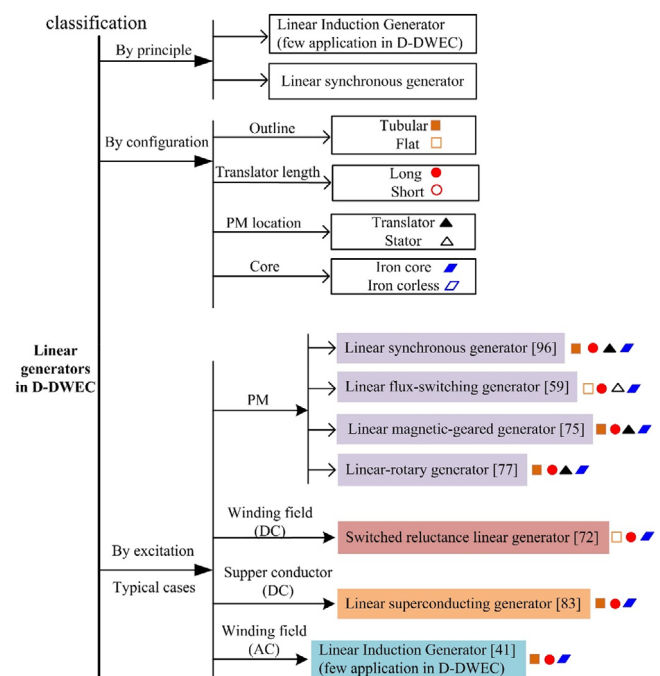 classification
By principle
Linear Induction Generator
(few application in D-DWEC)
Linear synchronous generator
By configuration
Outline
Tubular
Flat
Translator length
Long
Short
PM location
Translator
Stator
Core
Iron core
Iron corless
Linear
generators
in D-DWEC
By excitation
Typical cases
PM
Linear synchronous generator [96]
Linear flux-switching generator [59]
Linear magnetic-geared generator [75]
Linear-rotary generator [77]
Winding field
(DC)
Switched reluctance linear generator [72]
Supper conductor
(DC)
Linear superconducting generator [83]
Winding field
(AC)
Linear Induction Generator [41]
(few application in D-DWEC)